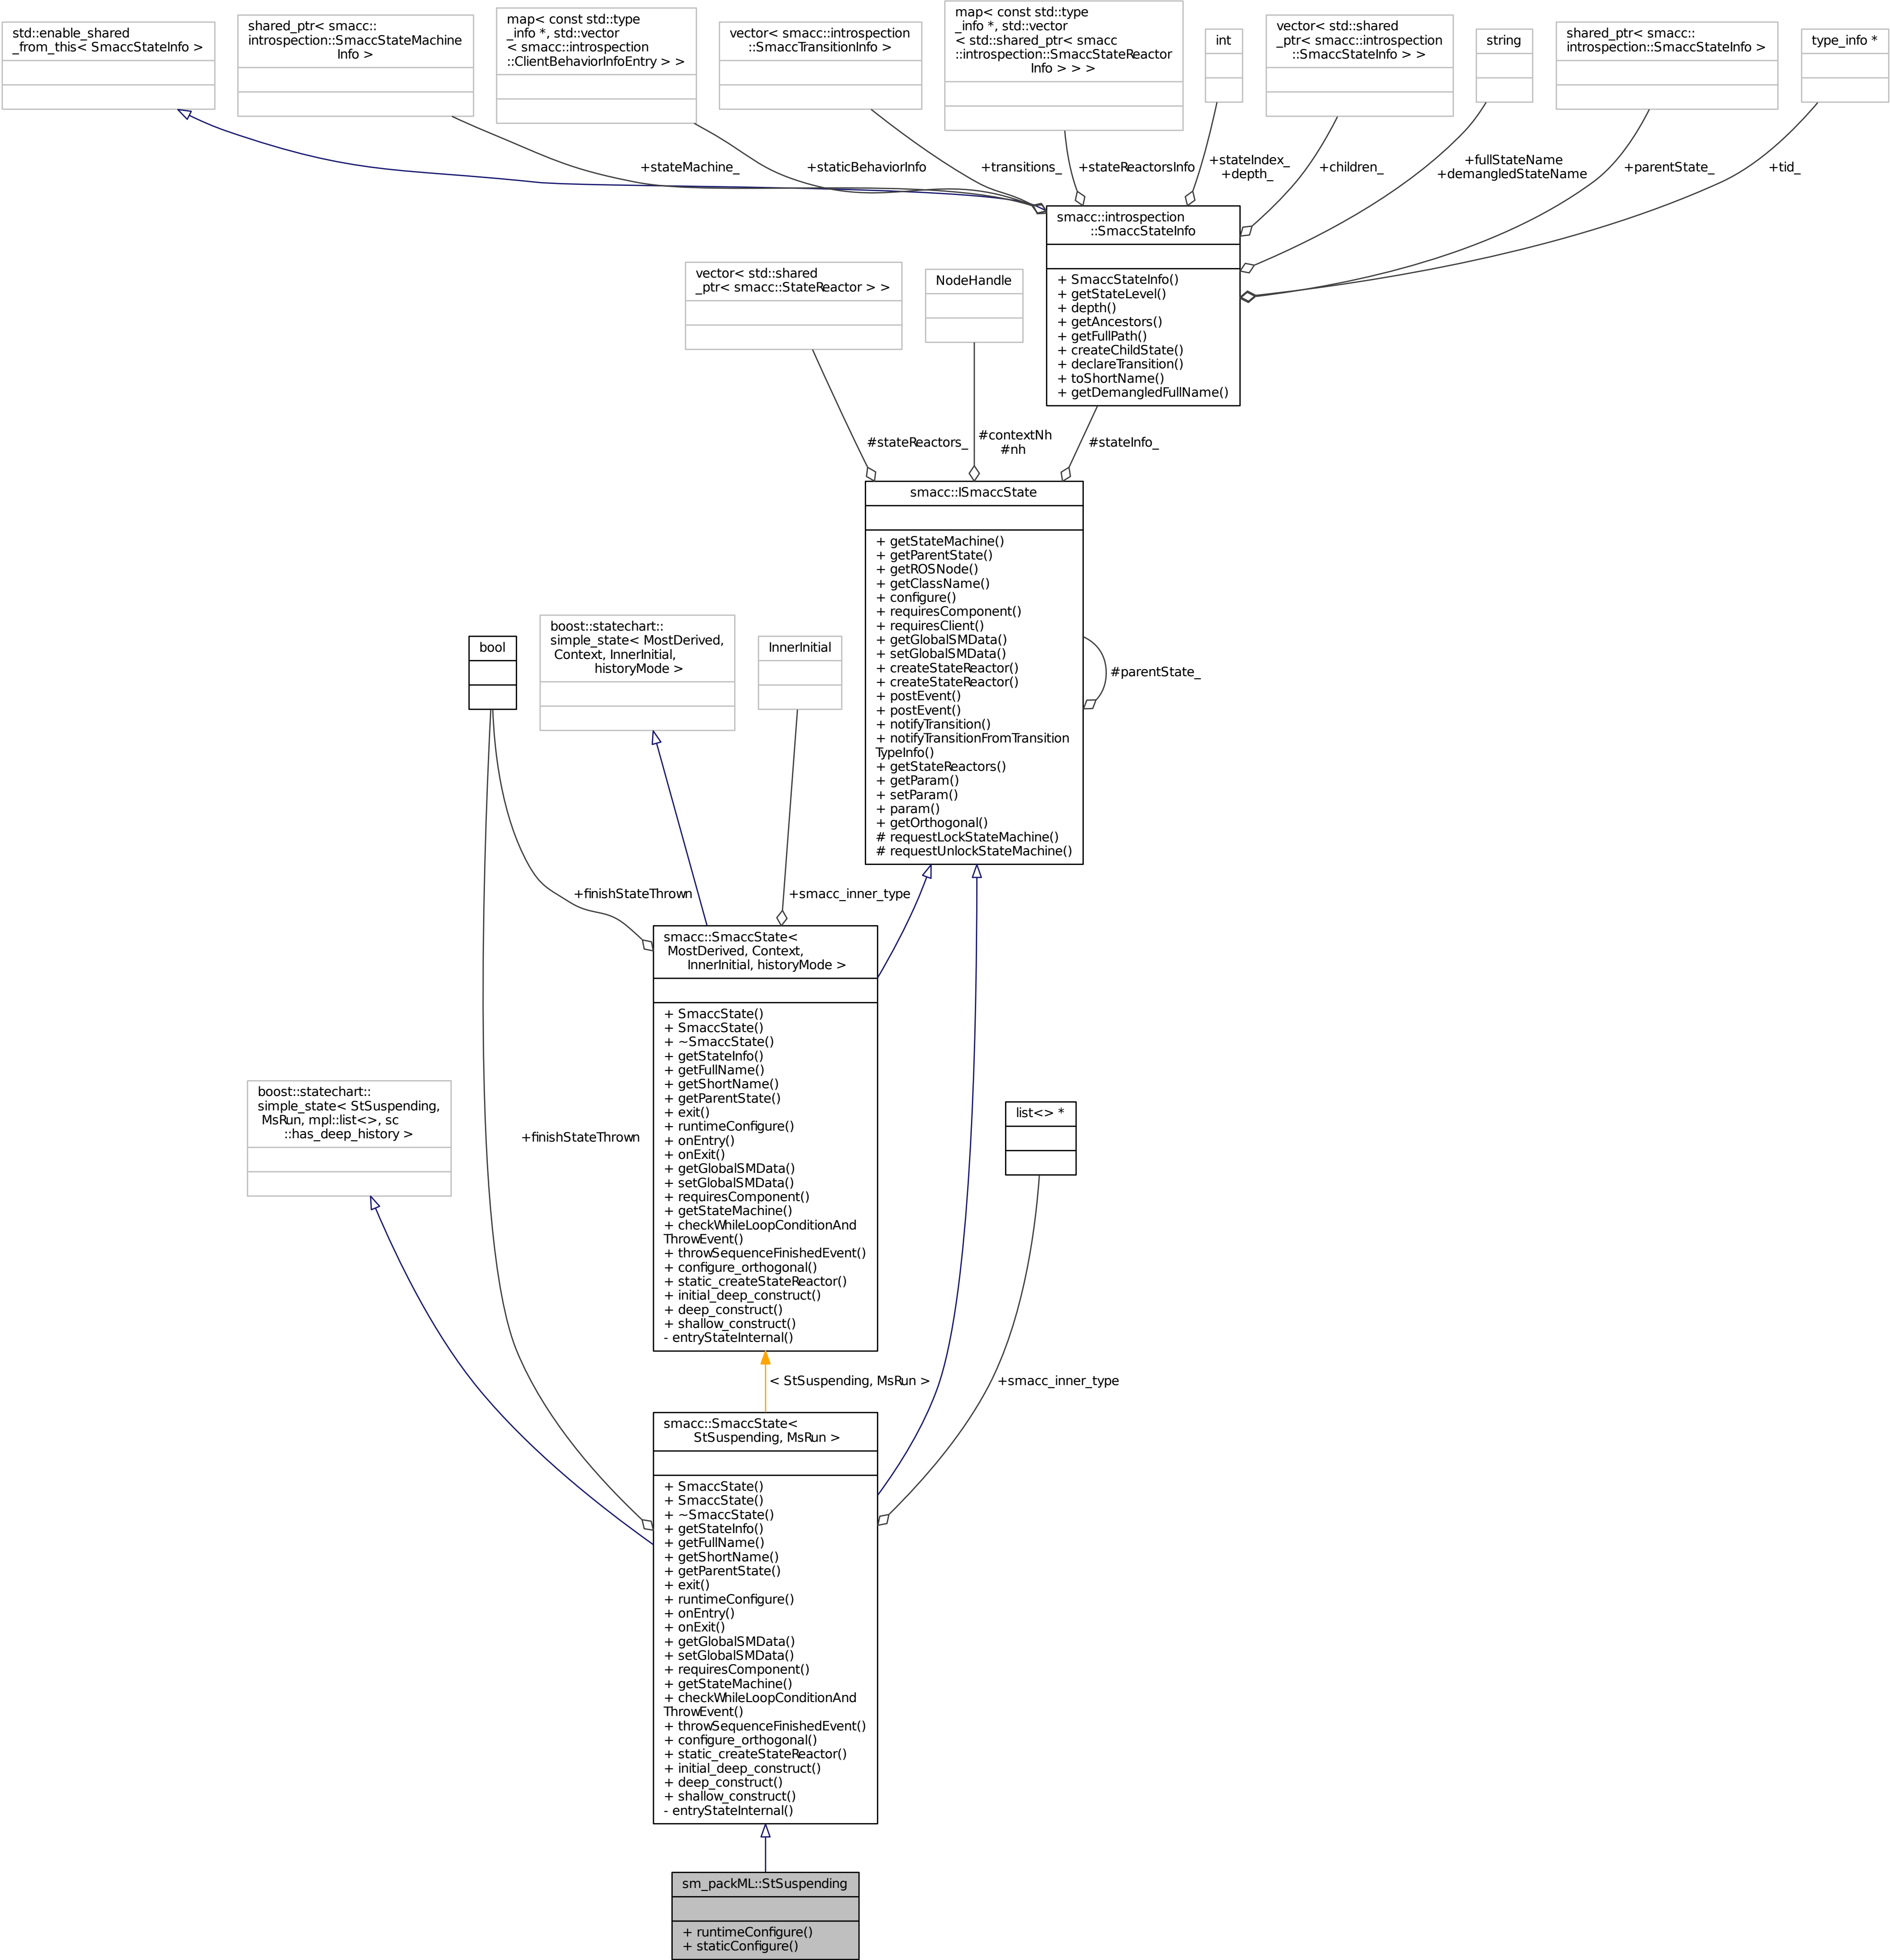 std::enable_shared
_from_this< SmaccStateInfo >
shared_ptr< smacc::
introspection::SmaccStateMachine
Info >
map< const std::type
_info *, std::vector
< smacc::introspection
::ClientBehaviorInfoEntry > >
vector< smacc::introspection
::SmaccTransitionInfo >
map< const std::type
_info *, std::vector
< std::shared_ptr< smacc
::introspection::SmaccStateReactor
Info > > >
int
vector< std::shared
_ptr< smacc::introspection
::SmaccStateInfo > >
string
shared_ptr< smacc::
introspection::SmaccStateInfo >
type_info *
+stateMachine_
+staticBehaviorInfo
+transitions_
+stateReactorsInfo
+stateIndex_
+depth_
+children_
+fullStateName
+demangledStateName
+parentState_
+tid_
smacc::introspection
::SmaccStateInfo
+ SmaccStateInfo()
+ getStateLevel()
+ depth()
+ getAncestors()
+ getFullPath()
+ createChildState()
+ declareTransition()
+ toShortName()
+ getDemangledFullName()
vector< std::shared
_ptr< smacc::StateReactor > >
NodeHandle
#stateReactors_
#contextNh
#nh
#stateInfo_
smacc::ISmaccState
+ getStateMachine()
+ getParentState()
+ getROSNode()
+ getClassName()
+ configure()
+ requiresComponent()
+ requiresClient()
+ getGlobalSMData()
+ setGlobalSMData()
+ createStateReactor()
+ createStateReactor()
+ postEvent()
+ postEvent()
+ notifyTransition()
+ notifyTransitionFromTransition
TypeInfo()
+ getStateReactors()
+ getParam()
+ setParam()
+ param()
+ getOrthogonal()
# requestLockStateMachine()
# requestUnlockStateMachine()
#parentState_
bool
boost::statechart::
simple_state< MostDerived,
Context, InnerInitial,
historyMode >
InnerInitial
+finishStateThrown
+smacc_inner_type
smacc::SmaccState<
MostDerived, Context,
InnerInitial, historyMode >
+ SmaccState()
+ SmaccState()
+ ~SmaccState()
+ getStateInfo()
+ getFullName()
+ getShortName()
+ getParentState()
+ exit()
+ runtimeConfigure()
+ onEntry()
+ onExit()
+ getGlobalSMData()
+ setGlobalSMData()
+ requiresComponent()
+ getStateMachine()
+ checkWhileLoopConditionAnd
ThrowEvent()
+ throwSequenceFinishedEvent()
+ configure_orthogonal()
+ static_createStateReactor()
+ initial_deep_construct()
+ deep_construct()
+ shallow_construct()
- entryStateInternal()
boost::statechart::
simple_state< StSuspending,
MsRun, mpl::list<>, sc
::has_deep_history >
+finishStateThrown
list<> *
< StSuspending, MsRun >
+smacc_inner_type
smacc::SmaccState<
StSuspending, MsRun >
+ SmaccState()
+ SmaccState()
+ ~SmaccState()
+ getStateInfo()
+ getFullName()
+ getShortName()
+ getParentState()
+ exit()
+ runtimeConfigure()
+ onEntry()
+ onExit()
+ getGlobalSMData()
+ setGlobalSMData()
+ requiresComponent()
+ getStateMachine()
+ checkWhileLoopConditionAnd
ThrowEvent()
+ throwSequenceFinishedEvent()
+ configure_orthogonal()
+ static_createStateReactor()
+ initial_deep_construct()
+ deep_construct()
+ shallow_construct()
- entryStateInternal()
sm_packML::StSuspending
+ runtimeConfigure()
+ staticConfigure()